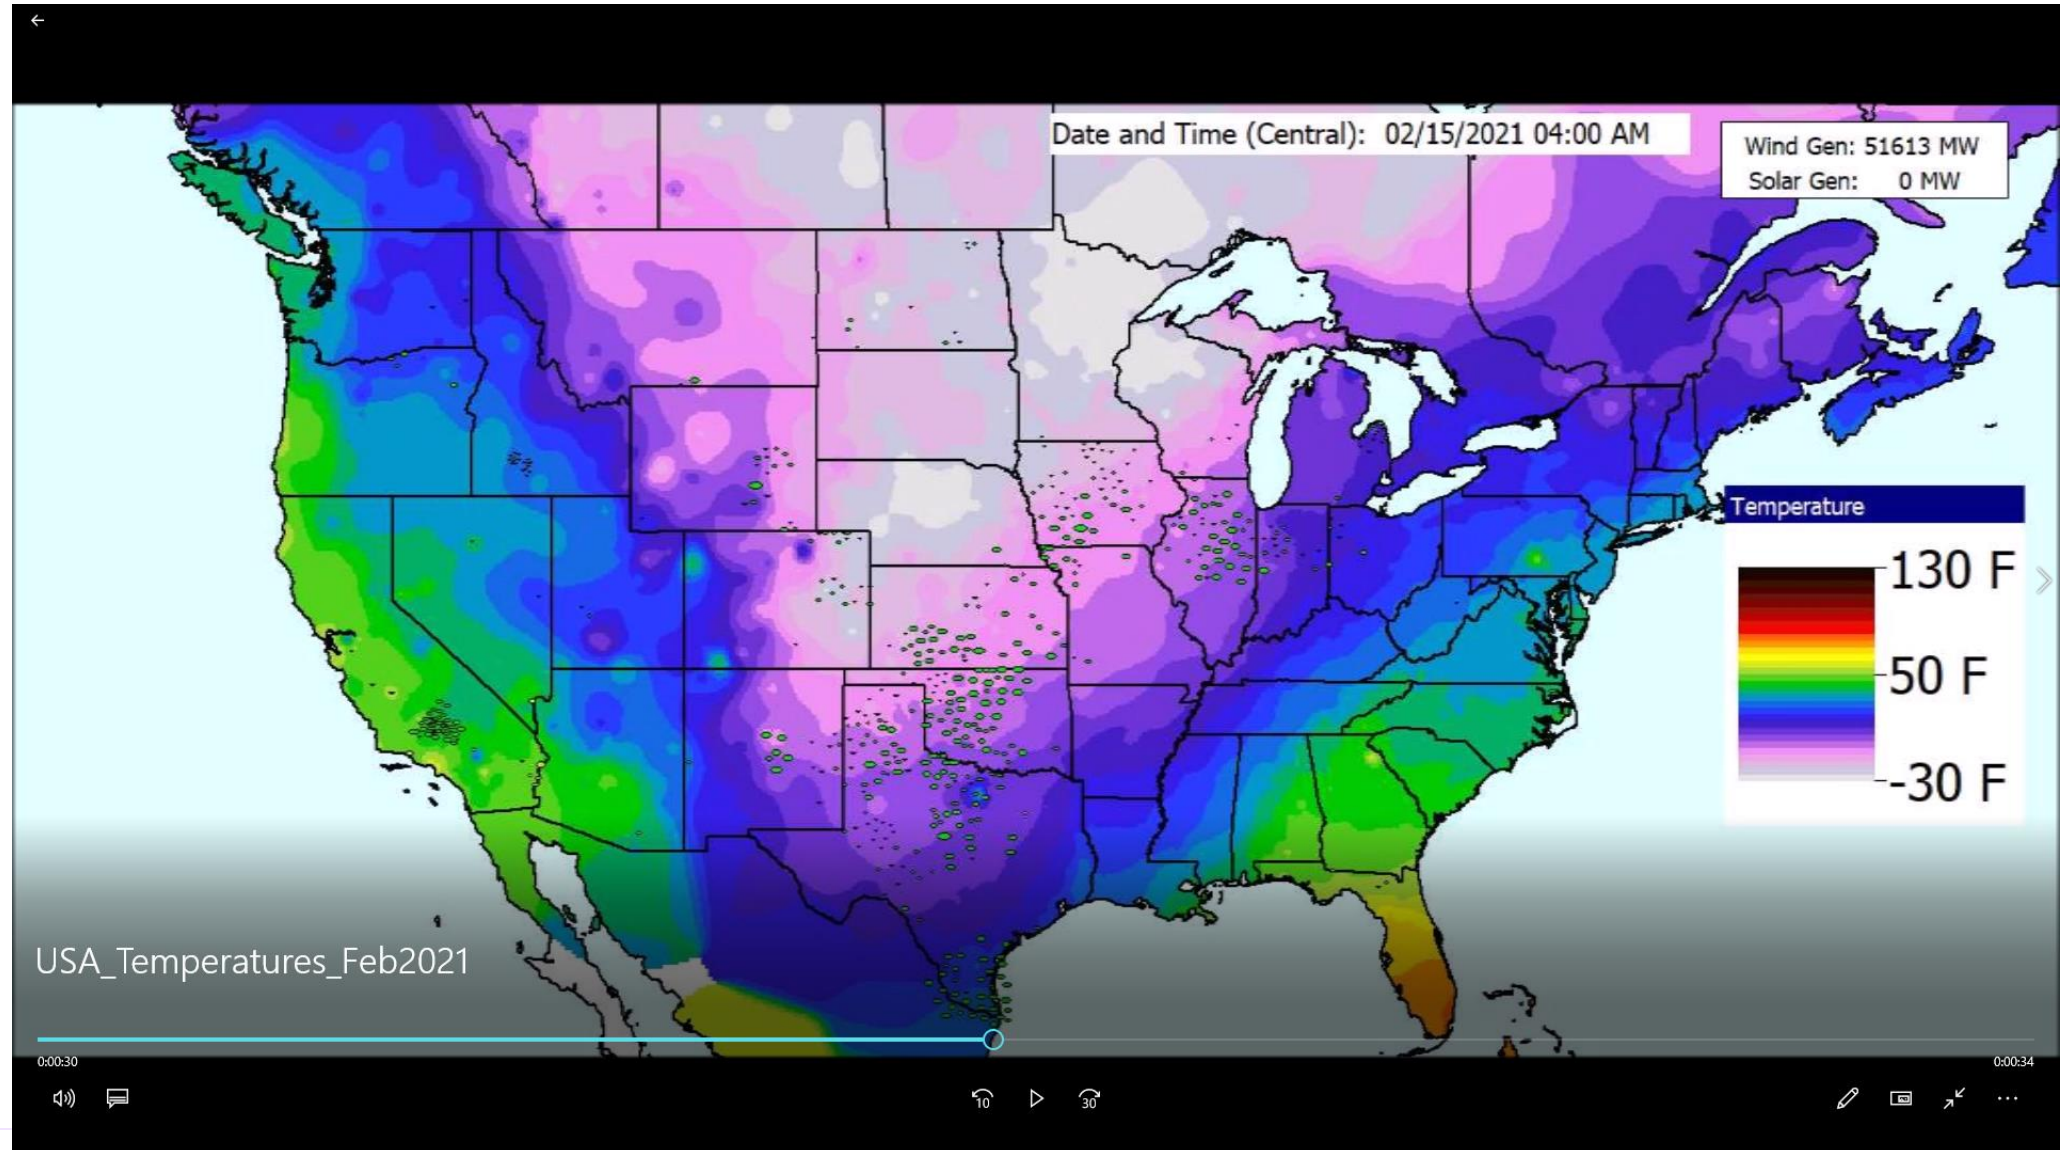 Date and Time (Central): 02/15/2021 04:00 AM
Wind Gen: 51613 MW
Solar Gen: 0 MW
Temperature
130 F
50 F
-30 F
USA_Temperatures_Feb2021
0:00:30
0:00:34
10
30